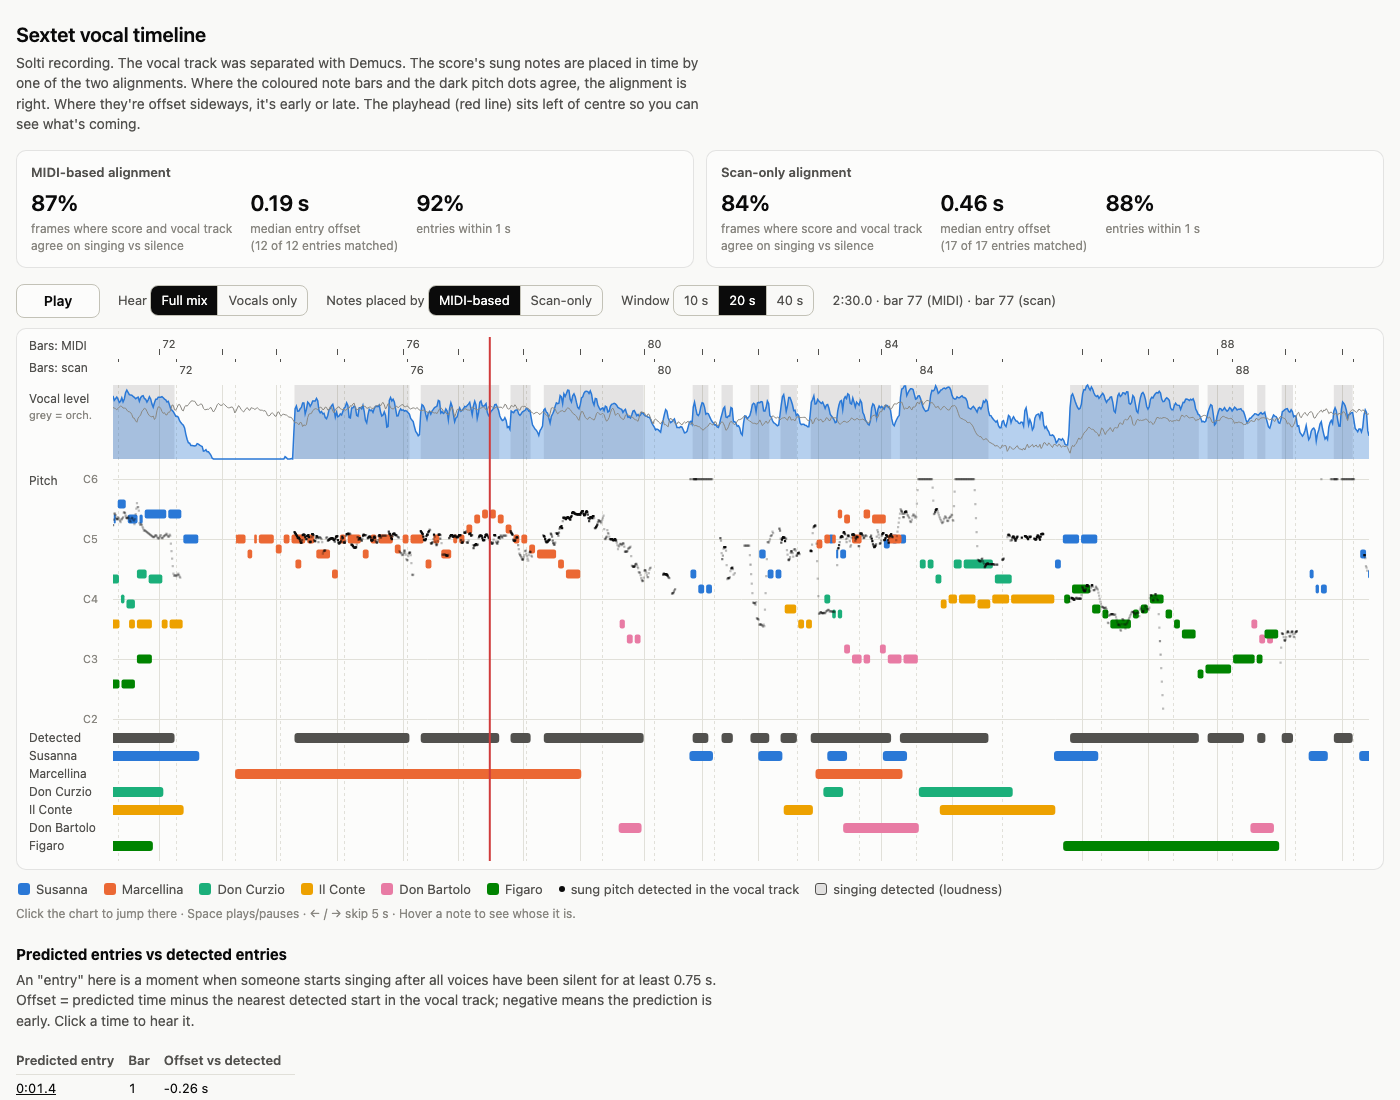 Sextet vocal timeline
Solti recording. The vocal track was separated with Demucs. The score's sung notes are placed in time by
one of the two alignments. Where the coloured note bars and the dark pitch dots agree, the alignment is
right. Where they're offset sideways, it's early or late. The playhead (red line) sits left of centre so you can
see what's coming.
MIDI-based alignment
87%
frames where score and vocal track
agree on singing vs silence
0.19 s
median entry offset
(12 of 12 entries matched)
92%
entries within 1 s
Scan-only alignment
84%
frames where score and vocal track
agree on singing vs silence
0.46 s
median entry offset
(17 of 17 entries matched)
88%
entries within 1 s
Play
Hear Full mix Vocals only
Notes placed by MIDI-based Scan-only
Window 10 s 20 s 40 s
2:30.0 · bar 77 (MIDI) · bar 77 (scan)
Bars: MIDI 72 76 80 84 88
Bars: scan 72 76 80 84 88
Vocal level
grey = orch.
Pitch
C6
C5
C4
C3
C2
Detected
Susanna
Marcellina
Don Curzio
Il Conte
Don Bartolo
Figaro
Susanna Marcellina Don Curzio Il Conte Don Bartolo Figaro sung pitch detected in the vocal track singing detected (loudness)
Click the chart to jump there · Space plays/pauses · ← / → skip 5 s · Hover a note to see whose it is.
Predicted entries vs detected entries
An "entry" here is a moment when someone starts singing after all voices have been silent for at least 0.75 s.
Offset = predicted time minus the nearest detected start in the vocal track; negative means the prediction is
early. Click a time to hear it.
Predicted entry Bar Offset vs detected
0:01.4 1 -0.26 s